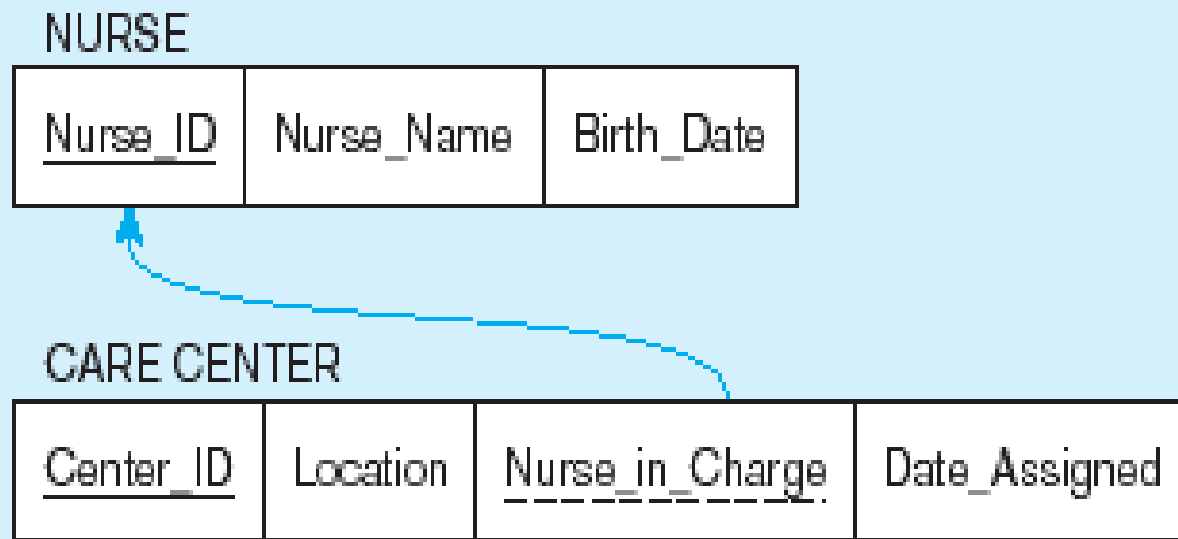 NURSE
Nurse_ID Nurse_Name Birth_Date
CARE CENTER
Center_ID Location Nurse_in_Charge Date_Assigned